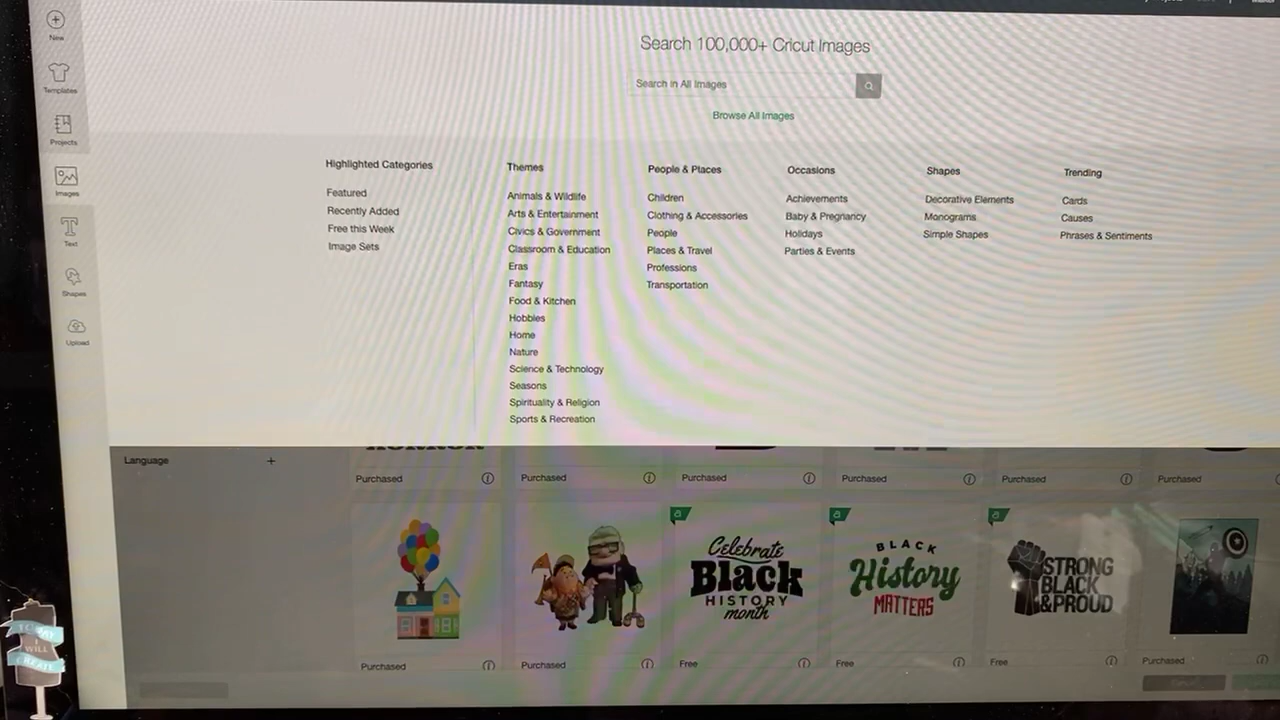 New
Templates
Projects
Images
Text
Shapes
Upload
Search 100,000+ Cricut Images
Search in All Images
Browse All Images
Highlighted Categories
Featured
Recently Added
Free this Week
Image Sets
Themes
Animals & Wildlife
Arts & Entertainment
Civics & Government
Classroom & Education
Eras
Fantasy
Food & Kitchen
Hobbies
Home
Nature
Science & Technology
Seasons
Spirituality & Religion
Sports & Recreation
People & Places
Children
Clothing & Accessories
People
Places & Travel
Professions
Transportation
Occasions
Achievements
Baby & Pregnancy
Holidays
Parties & Events
Shapes
Decorative Elements
Monograms
Simple Shapes
Trending
Cards
Causes
Phrases & Sentiments
Language +
Purchased
Purchased
Purchased
Purchased
Purchased
Purchased
Celebrate
Black
HISTORY
month
BLACK
History
MATTERS
STRONG
BLACK
&PROUD
Purchased
Purchased
Free
Free
Free
Purchased
Cancel
TODAY
I
WILL
CREATE